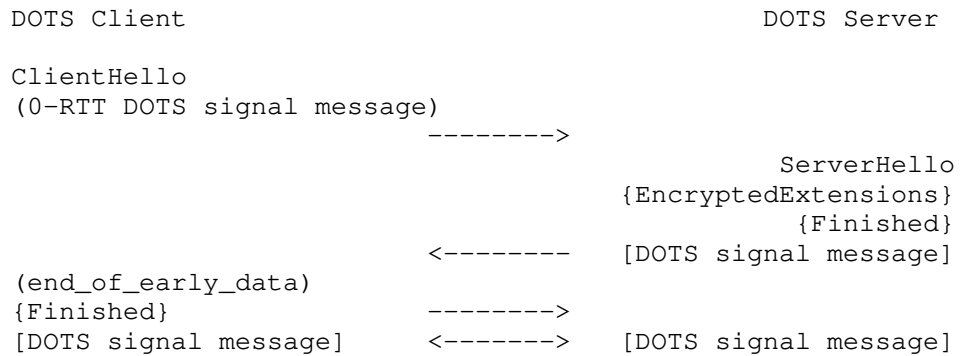 DOTS Client                                    DOTS Server

ClientHello
(0-RTT DOTS signal message)
                          -------->
                                                ServerHello
                                      {EncryptedExtensions}
                                                 {Finished}
                          <--------   [DOTS signal message]
(end_of_early_data)
{Finished}                -------->
[DOTS signal message]     <------->   [DOTS signal message]